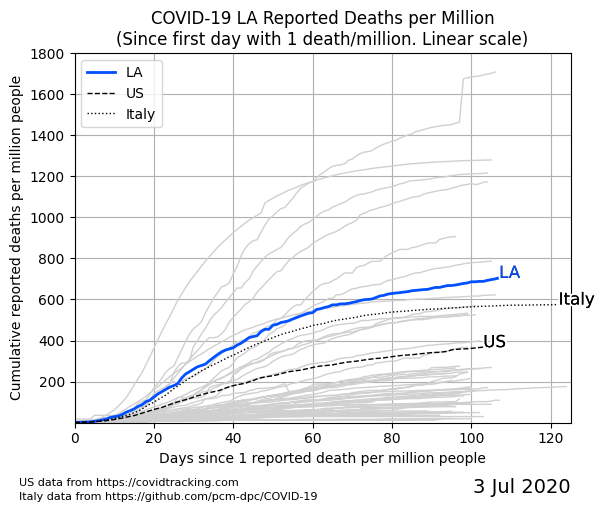 COVID-19 LA Reported Deaths per Million
(Since first day with 1 death/million. Linear scale)
Cumulative reported deaths per million people
1800
1600
1400
1200
1000
800
600
400
200
LA
US
Italy
LA
Italy
US
0 20 40 60 80 100 120
Days since 1 reported death per million people
US data from https://covidtracking.com
Italy data from https://github.com/pcm-dpc/COVID-19
3 Jul 2020